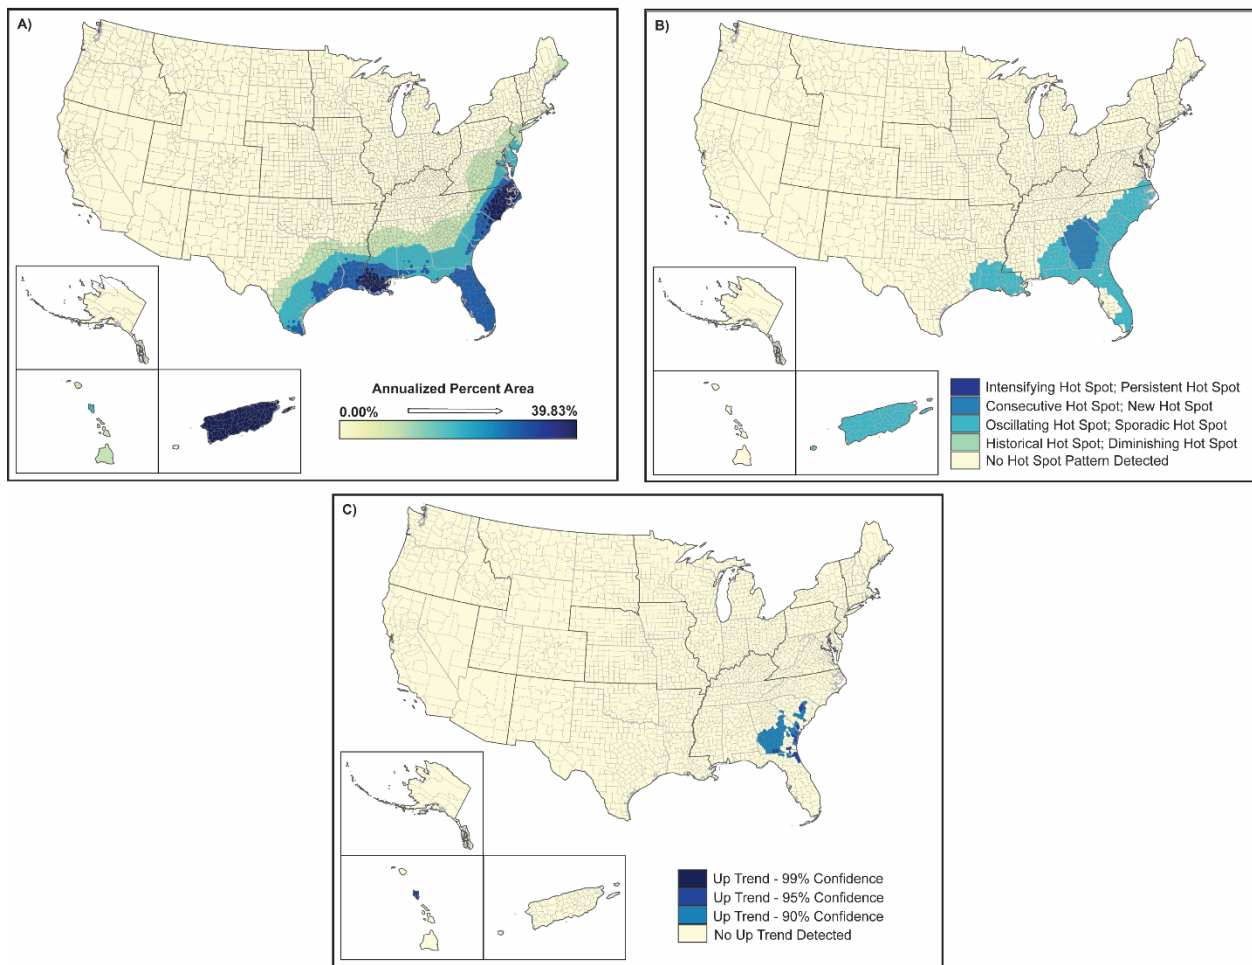 A)
Annualized Percent Area
0.00%
39.83%
B)
Intensifying Hot Spot; Persistent Hot Spot
Consecutive Hot Spot; New Hot Spot
Oscillating Hot Spot; Sporadic Hot Spot
Historical Hot Spot; Diminishing Hot Spot
No Hot Spot Pattern Detected
C)
Up Trend - 99% Confidence
Up Trend - 95% Confidence
Up Trend - 90% Confidence
No Up Trend Detected